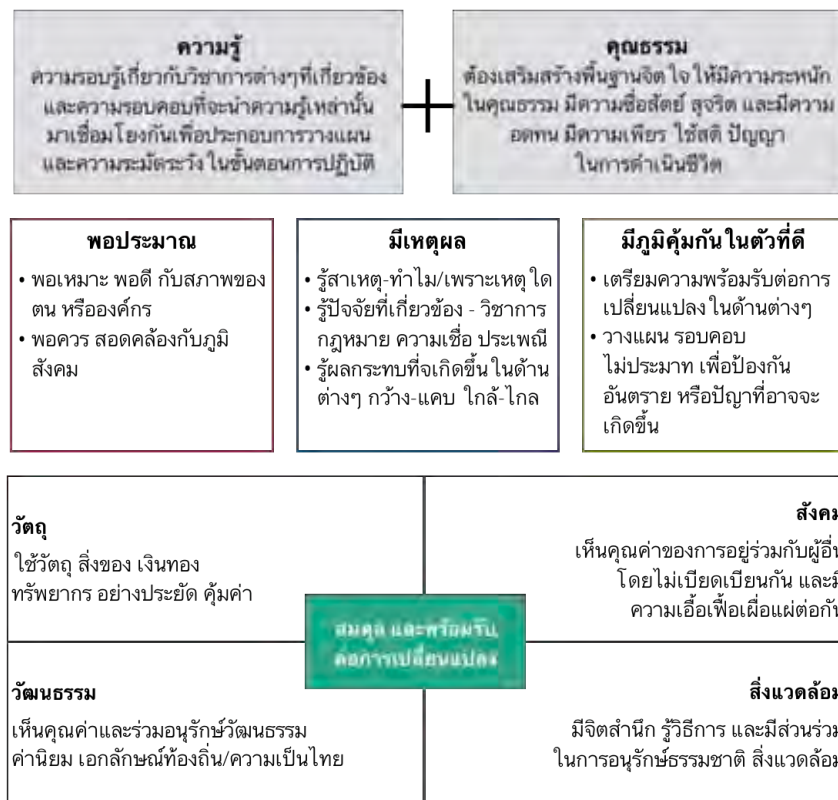 ความรู้
ความรอบรู้เกี่ยวกับวิชาการต่างๆที่เกี่ยวข้อง
และความรอบคอบที่จะนำความรู้เหล่านั้น
มาเชื่อมโยงกันเพื่อประกอบการวางแผน
และความระมัดระวัง ในขั้นตอนการปฏิบัติ
+
คุณธรรม
ต้องเสริมสร้างพื้นฐานจิตใจ ให้มีความตระหนัก
ในคุณธรรม มีความซื่อสัตย์ สุจริต และมีความ
อดทน มีความเพียร ใช้สติ ปัญญา
ในการดำเนินชีวิต
พอประมาณ
• พอเหมาะ พอดี กับสภาพของ
ตน หรือองค์กร
• พอควร สอดคล้องกับภูมิ
สังคม
มีเหตุผล
• รู้สาเหตุ-ทำไม/เพราะเหตุใด
• รู้ปัจจัยที่เกี่ยวข้อง - วิชาการ
กฎหมาย ความเชื่อ ประเพณี
• รู้ผลกระทบที่จเกิดขึ้น ในด้าน
ต่างๆ กว้าง-แคบ ใกล้-ไกล
มีภูมิคุ้มกันในตัวที่ดี
• เตรียมความพร้อมรับต่อการ
เปลี่ยนแปลง ในด้านต่างๆ
• วางแผน รอบคอบ
ไม่ประมาท เพื่อป้องกัน
อันตราย หรือปัญาที่อาจจะ
เกิดขึ้น
วัตถุ
ใช้วัตถุ สิ่งของ เงินทอง
ทรัพยากร อย่างประยัด คุ้มค่า
สังคม
เห็นคุณค่าของการอยู่ร่วมกับผู้อื่น
โดยไม่เบียดเบียนกัน และมี
ความเอื้อเฟื้อเผื่อแผ่ต่อกัน
สมดุล และพร้อมรับ
ต่อการเปลี่ยนแปลง
วัฒนธรรม
เห็นคุณค่าและร่วมอนุรักษ์วัฒนธรรม
ค่านิยม เอกลักษณ์ท้องถิ่น/ความเป็นไทย
สิ่งแวดล้อม
มีจิตสำนึก รู้วิธีการ และมีส่วนร่วม
ในการอนุรักษ์ธรรมชาติ สิ่งแวดล้อม